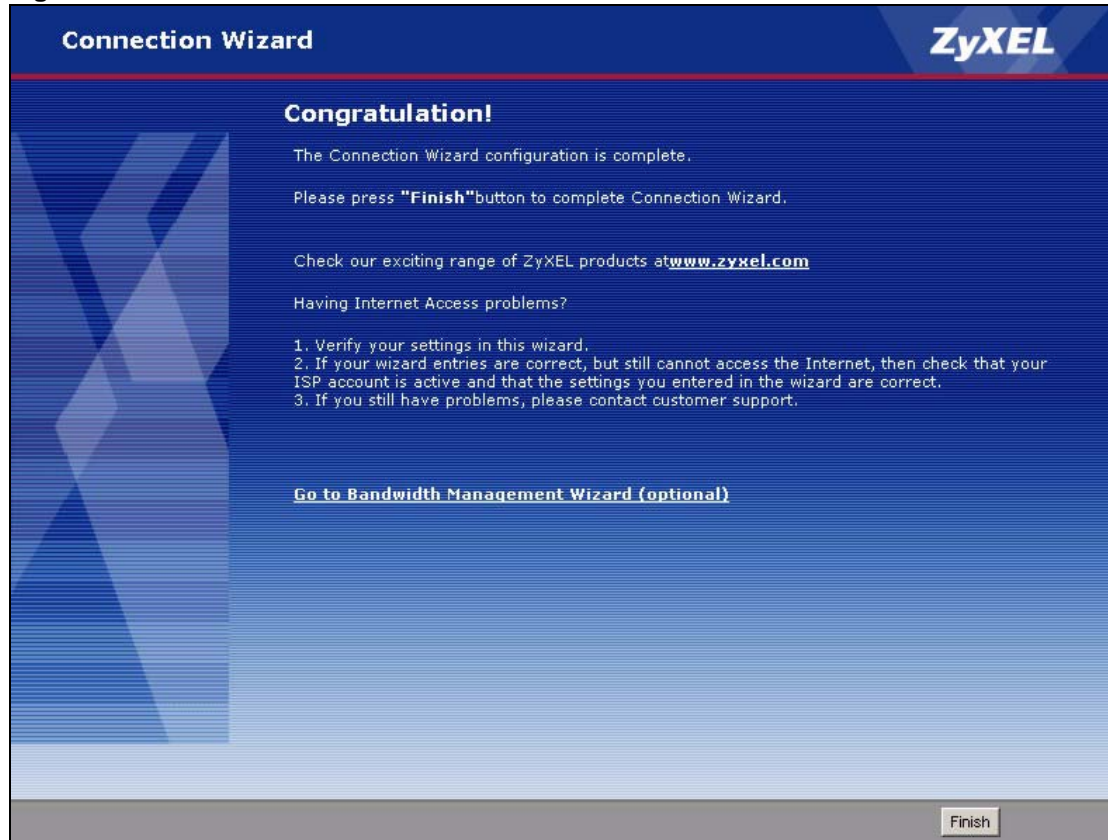 Connection Wizard
ZyXEL
Congratulation!
The Connection Wizard configuration is complete.
Please press "Finish"button to complete Connection Wizard.
Check our exciting range of ZyXEL products atwww.zyxel.com
Having Internet Access problems?
1. Verify your settings in this wizard.
2. If your wizard entries are correct, but still cannot access the Internet, then check that your
ISP account is active and that the settings you entered in the wizard are correct.
3. If you still have problems, please contact customer support.
Go to Bandwidth Management Wizard (optional)
Finish